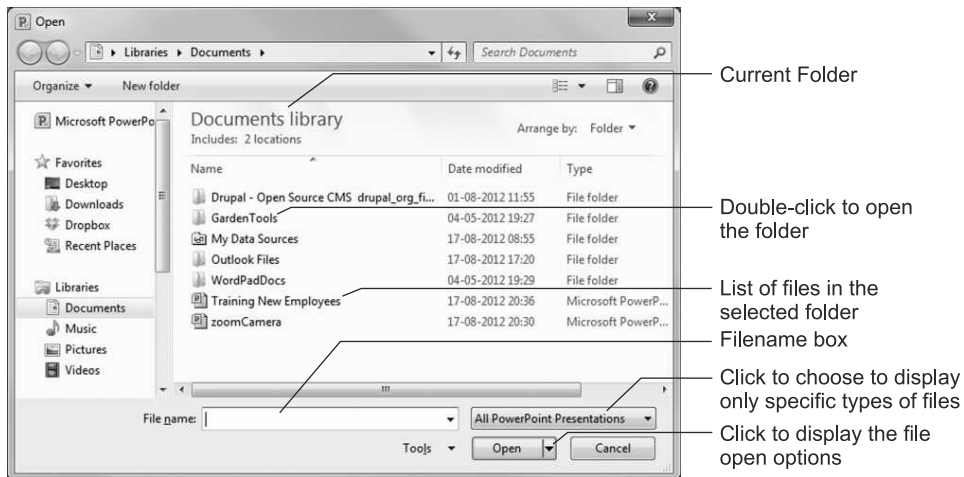 Open
Libraries Documents Search Documents
Organize New folder
Current Folder
Microsoft PowerPo
Documents library
Includes: 2 locations
Arrange by: Folder
Favorites
Desktop
Downloads
Dropbox
Recent Places
Libraries
Documents
Music
Pictures
Videos
Name Date modified Type
Drupal - Open Source CMS drupal_org_fi... 01-08-2012 11:55 File folder
GardenTools 04-05-2012 19:27 File folder
My Data Sources 17-08-2012 08:55 File folder
Outlook Files 17-08-2012 17:20 File folder
WordPadDocs 04-05-2012 19:29 File folder
Training New Employees 17-08-2012 20:36 Microsoft PowerP...
zoomCamera 17-08-2012 20:30 Microsoft PowerP...
Double-click to open
the folder
List of files in the
selected folder
Filename box
Click to choose to display
only specific types of files
Click to display the file
open options
File name: All PowerPoint Presentations
Tools Open Cancel